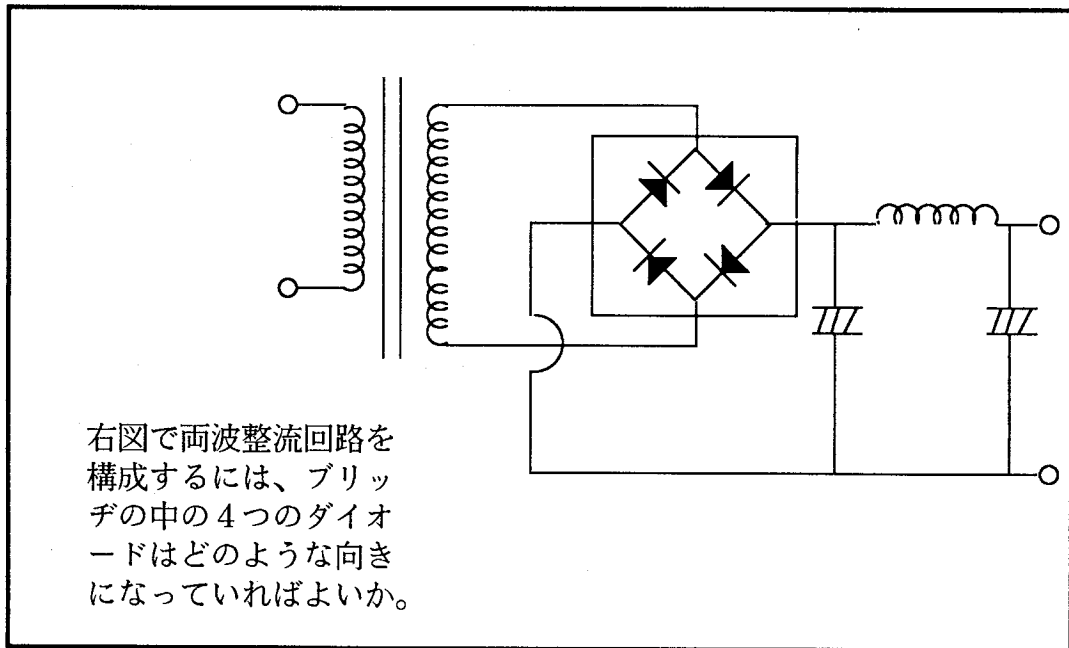 右図で両波整流回路を
構成するには、ブリッ
ヂの中の4つのダイオ
ードはどのような向き
になっていればよいか。